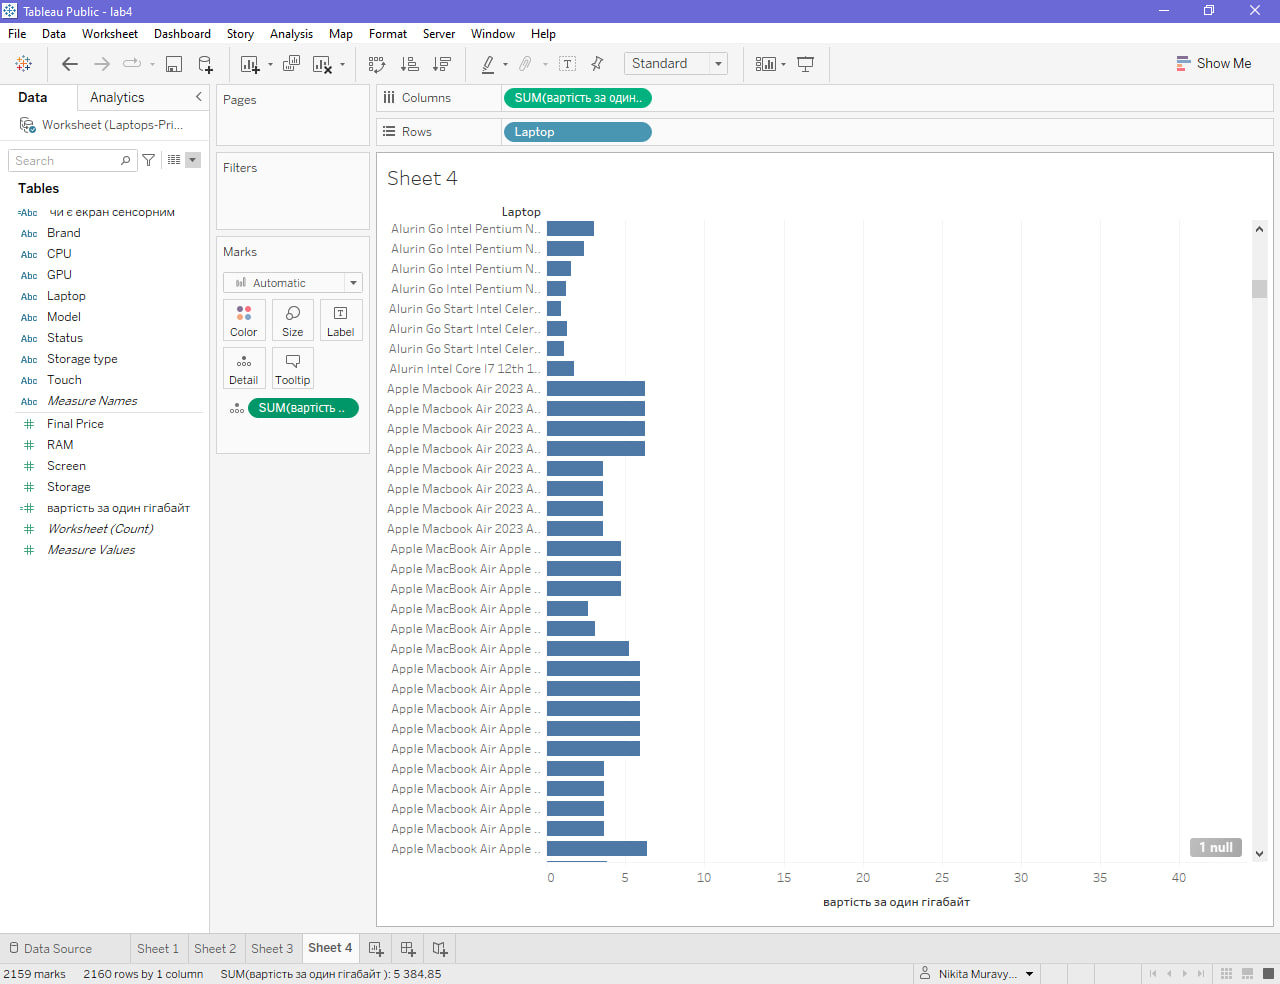 Tableau Public - lab4
File Data Worksheet Dashboard Story Analysis Map Format Server Window Help
Standard
Show Me
Data Analytics
Worksheet (Laptops-Pri...
Search
Tables
=Abc чи є екран сенсорним
Abc Brand
Abc CPU
Abc GPU
Abc Laptop
Abc Model
Abc Status
Abc Storage type
Abc Touch
Abc Measure Names
Final Price
RAM
Screen
Storage
вартість за один гігабайт
Worksheet (Count)
Measure Values
Pages
Filters
Marks
Automatic
Color Size Label
Detail Tooltip
SUM(вартість ..
Columns SUM(вартість за один..
Rows Laptop
Sheet 4
Laptop
Alurin Go Intel Pentium N..
Alurin Go Intel Pentium N..
Alurin Go Intel Pentium N..
Alurin Go Intel Pentium N..
Alurin Go Start Intel Celer..
Alurin Go Start Intel Celer..
Alurin Go Start Intel Celer..
Alurin Intel Core I7 12th 1..
Apple Macbook Air 2023 A..
Apple Macbook Air 2023 A..
Apple Macbook Air 2023 A..
Apple Macbook Air 2023 A..
Apple Macbook Air 2023 A..
Apple Macbook Air 2023 A..
Apple Macbook Air 2023 A..
Apple Macbook Air 2023 A..
Apple MacBook Air Apple ..
Apple MacBook Air Apple ..
Apple MacBook Air Apple ..
Apple MacBook Air Apple ..
Apple MacBook Air Apple ..
Apple MacBook Air Apple ..
Apple Macbook Air Apple ..
Apple Macbook Air Apple ..
Apple Macbook Air Apple ..
Apple Macbook Air Apple ..
Apple Macbook Air Apple ..
Apple Macbook Air Apple ..
Apple Macbook Air Apple ..
Apple Macbook Air Apple ..
Apple Macbook Air Apple ..
Apple Macbook Air Apple ..
1 null
0 5 10 15 20 25 30 35 40
вартість за один гігабайт
Data Source Sheet 1 Sheet 2 Sheet 3 Sheet 4
2159 marks 2160 rows by 1 column SUM(вартість за один гігабайт ): 5 384,85
Nikita Muravy...